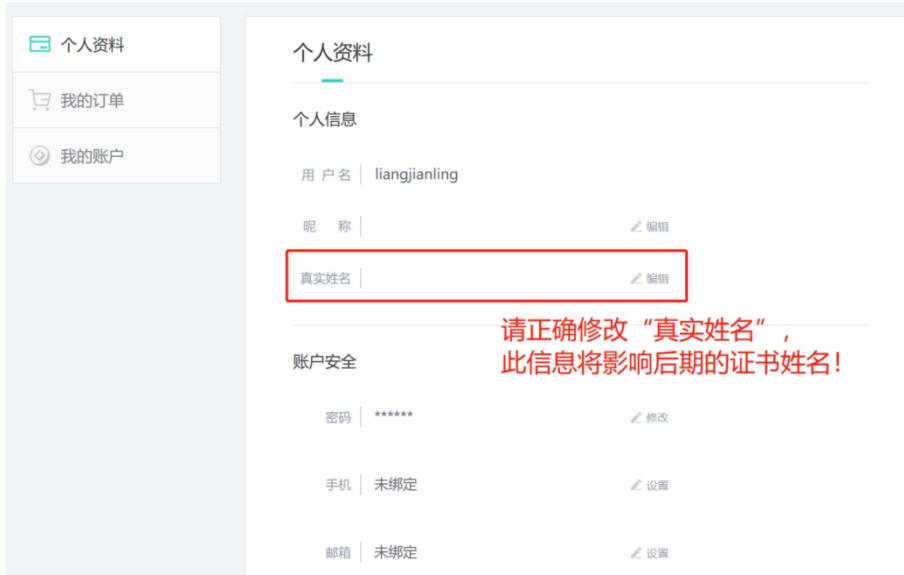 个人资料
我的订单
我的账户
个人资料
个人信息
用户名 liangjianling
昵 称 编辑
真实姓名 编辑
请正确修改“真实姓名”,
此信息将影响后期的证书姓名!
账户安全
密码 ****** 修改
手机 未绑定 设置
邮箱 未绑定 设置